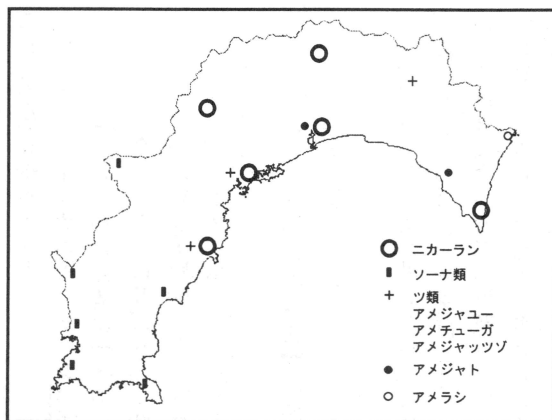 ニカーラン
ソーナ類
ツ類
アメジャユー
アメチューガ
アメジャッツゾ
アメジャト
アメラシ